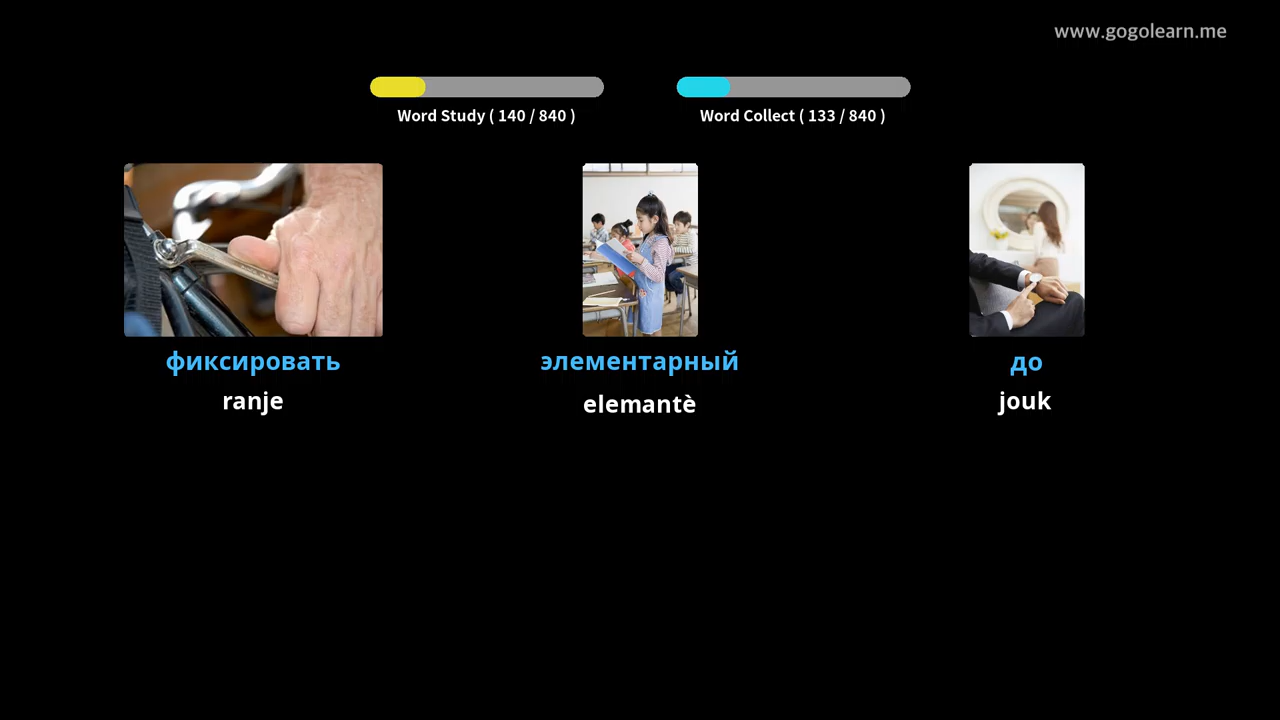 www.gogolearn.me
Word Study ( 140 / 840 )
Word Collect ( 133 / 840 )
фиксировать
ranje
элементарный
elemantè
до
jouk